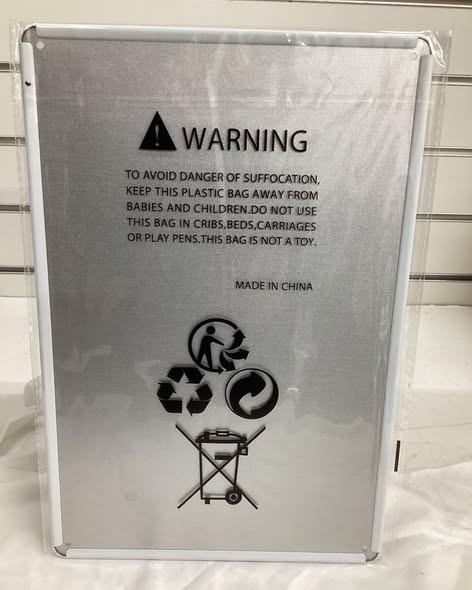 WARNING
TO AVOID DANGER OF SUFFOCATION,
KEEP THIS PLASTIC BAG AWAY FROM
BABIES AND CHILDREN.DO NOT USE
THIS BAG IN CRIBS,BEDS,CARRIAGES
OR PLAY PENS.THIS BAG IS NOT A TOY.
MADE IN CHINA